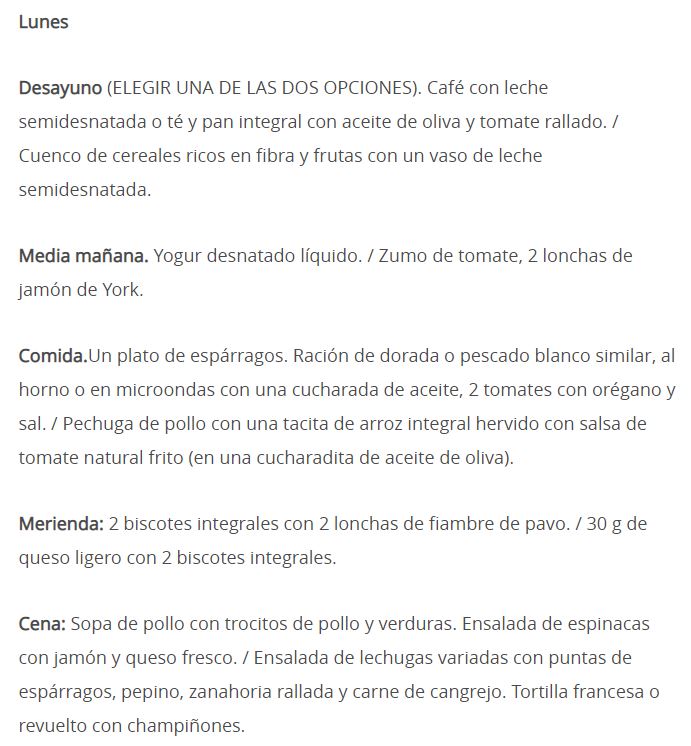 Lunes
Desayuno (ELEGIR UNA DE LAS DOS OPCIONES). Café con leche
semidesnatada o té y pan integral con aceite de oliva y tomate rallado. /
Cuenco de cereales ricos en fibra y frutas con un vaso de leche
semidesnatada.
Media mañana. Yogur desnatado líquido. / Zumo de tomate, 2 lonchas de
jamón de York.
Comida.Un plato de espárragos. Ración de dorada o pescado blanco similar, al
horno o en microondas con una cucharada de aceite, 2 tomates con orégano y
sal. / Pechuga de pollo con una tacita de arroz integral hervido con salsa de
tomate natural frito (en una cucharadita de aceite de oliva).
Merienda: 2 biscotes integrales con 2 lonchas de fiambre de pavo. / 30 g de
queso ligero con 2 biscotes integrales.
Cena: Sopa de pollo con trocitos de pollo y verduras. Ensalada de espinacas
con jamón y queso fresco. / Ensalada de lechugas variadas con puntas de
espárragos, pepino, zanahoria rallada y carne de cangrejo. Tortilla francesa o
revuelto con champiñones.